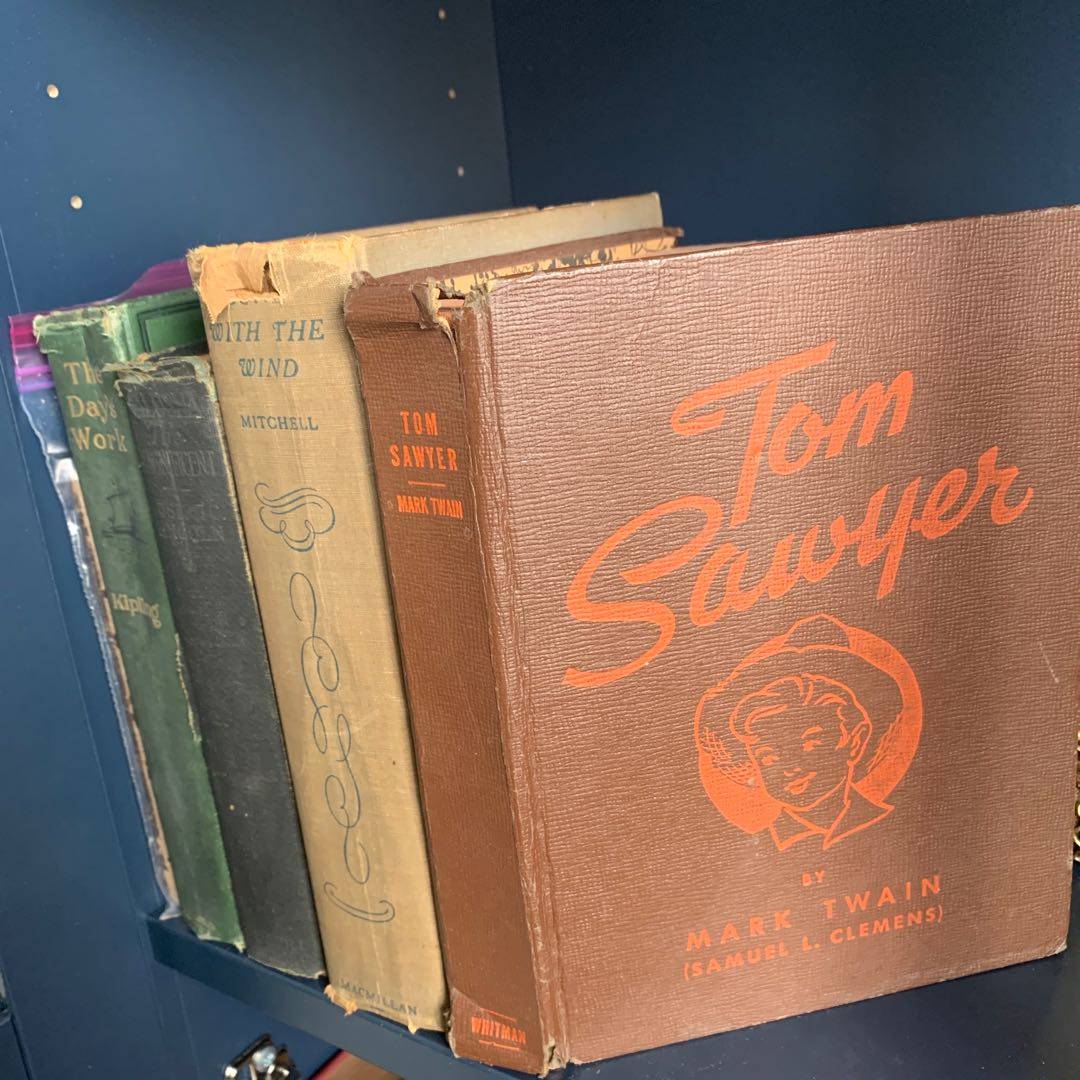 The
Day's
Work
Kipling
WITH THE
WIND
MITCHELL
MACMILLAN
TOM
SAWYER
MARK TWAIN
WHITMAN
Tom
Sawyer
BY
MARK TWAIN
(SAMUEL L. CLEMENS)